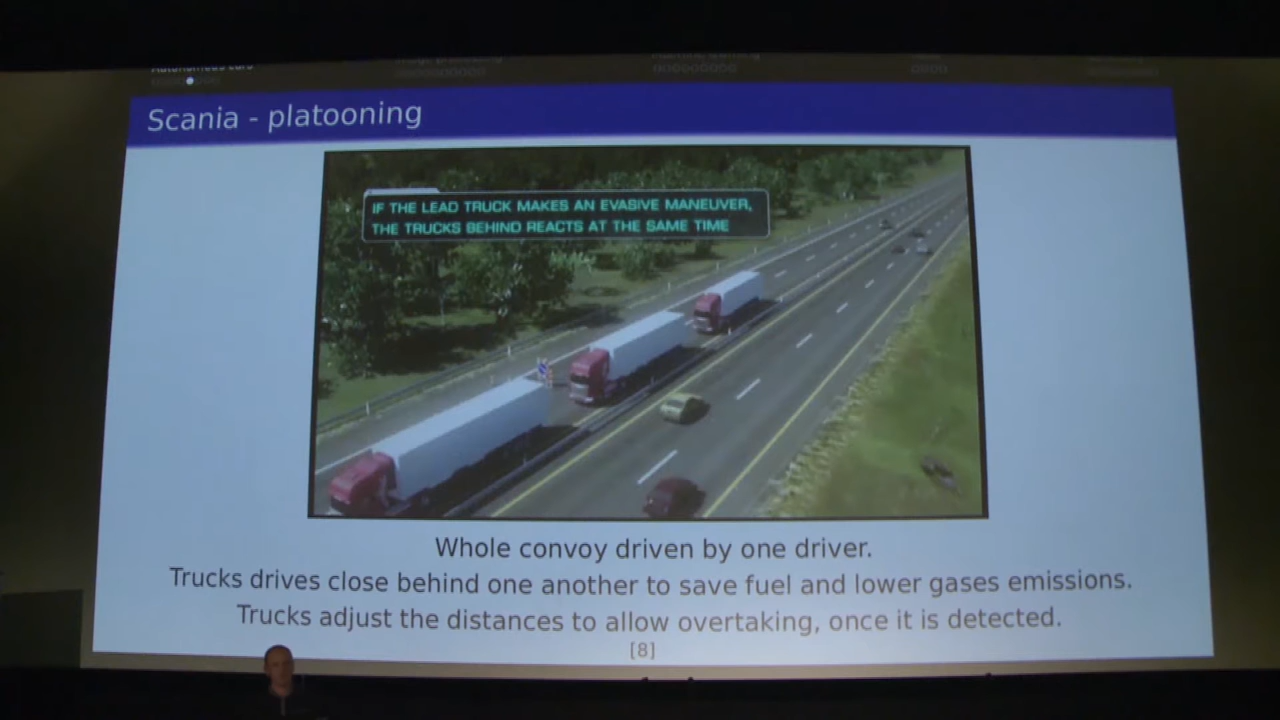 Autonomous cars
Scania - platooning
IF THE LEAD TRUCK MAKES AN EVASIVE MANEUVER,
THE TRUCKS BEHIND REACTS AT THE SAME TIME
Whole convoy driven by one driver.
Trucks drives close behind one another to save fuel and lower gases emissions.
Trucks adjust the distances to allow overtaking, once it is detected.
[8]